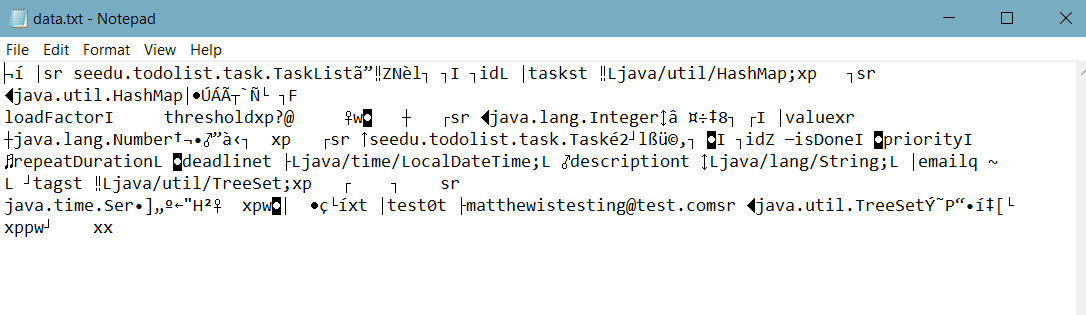 data.txt - Notepad
File Edit Format View Help
¬í |sr seedu.todolist.task.TaskListã”‼ZNèl┐ ┐I ┐idL |taskst ‼Ljava/util/HashMap;xp ┐sr
◀java.util.HashMap|•ÚÁÃ┬`Ñ└ ┐F
loadFactorI thresholdxp?@ ♀w◘ ┼ ┌sr ◀java.lang.Integer↕â ¤÷‡8┐ ┌I |valuexr
┼java.lang.Number†¬•♂”à‹┐ xp ┌sr ↑seedu.todolist.task.Taské2┘lßü©,┐ ◘I ┐idZ –isDoneI ◘priorityI
♫repeatDurationL ◘deadlinet ├Ljava/time/LocalDateTime;L ♂descriptiont ↕Ljava/lang/String;L |emailq ~
L ┘tagst ‼Ljava/util/TreeSet;xp ┌ ┐ sr
java.time.Ser•]„º←"H²♀ xpw◘| •ç└íxt |test0t ├matthewistesting@test.comsr ◀java.util.TreeSetÝ˜P“•í‡[└
xppw┘ xx